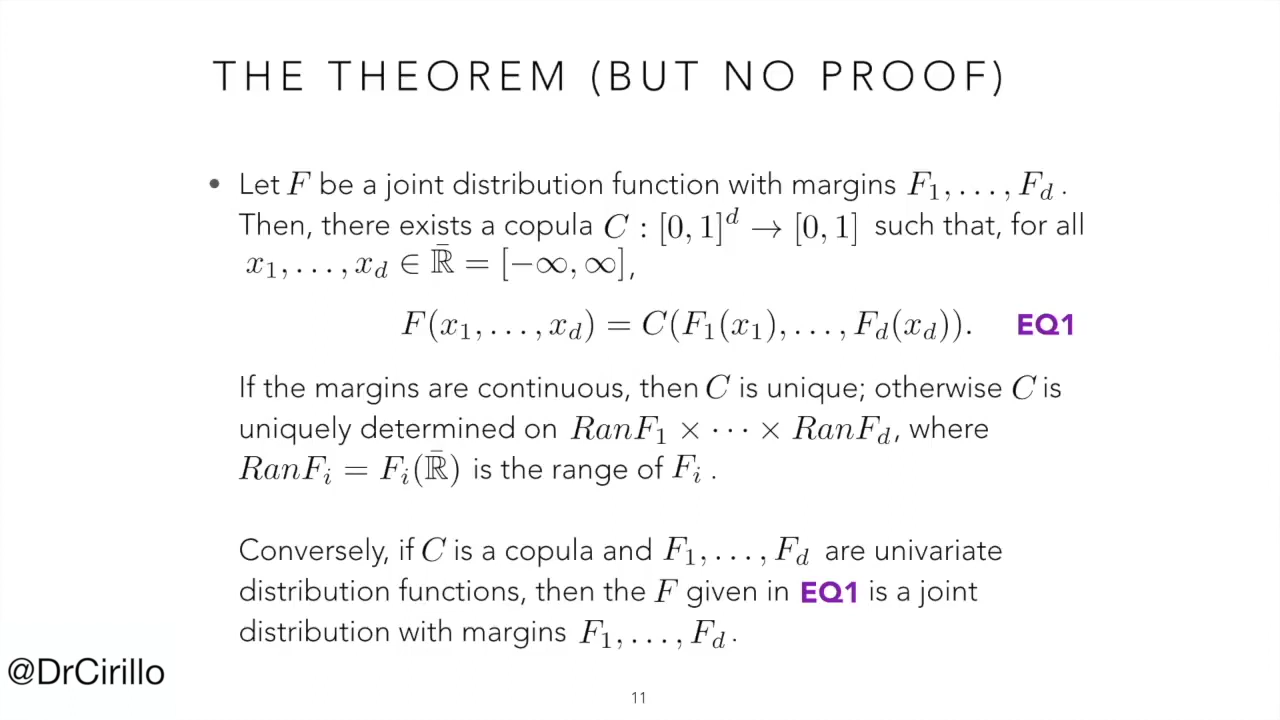 THE THEOREM (BUT NO PROOF)
• Let F be a joint distribution function with margins F₁, . . . , F_d .
Then, there exists a copula C : [0, 1]^d → [0, 1] such that, for all
x₁, . . . , x_d ∈ R̄ = [−∞, ∞],
F(x₁, . . . , x_d) = C(F₁(x₁), . . . , F_d(x_d)). EQ1
If the margins are continuous, then C is unique; otherwise C is
uniquely determined on RanF₁ × · · · × RanF_d, where
RanF_i = F_i(R̄) is the range of F_i .
Conversely, if C is a copula and F₁, . . . , F_d are univariate
distribution functions, then the F given in EQ1 is a joint
distribution with margins F₁, . . . , F_d .
@DrCirillo
11